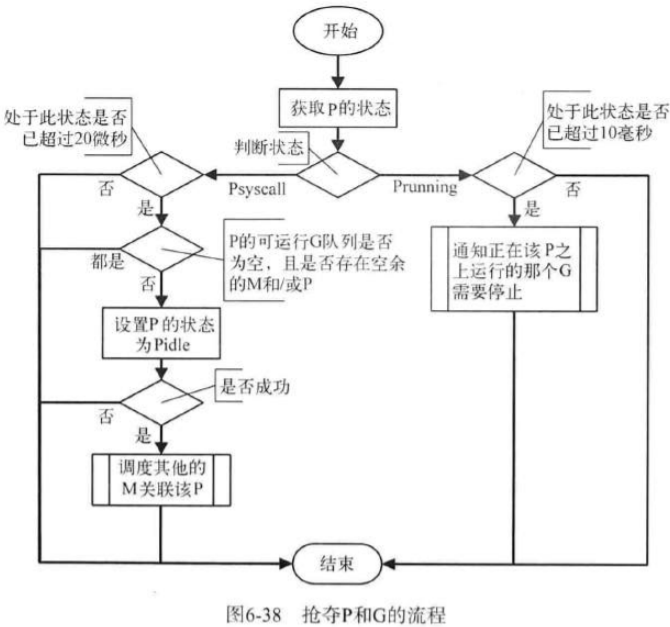 开始
获取P的状态
处于此状态是否
已超过20微秒
判断状态
处于此状态是否
已超过10毫秒
否
Psyscall
Prunning
否
是
是
都是
P的可运行G队列是否
为空，且是否存在空余
的M和/或P
通知正在该P之
上运行的那个G
需要停止
否
设置P的状态
为Pidle
是否成功
否
是
调度其他的
M关联该P
结束
图6-38 抢夺P和G的流程